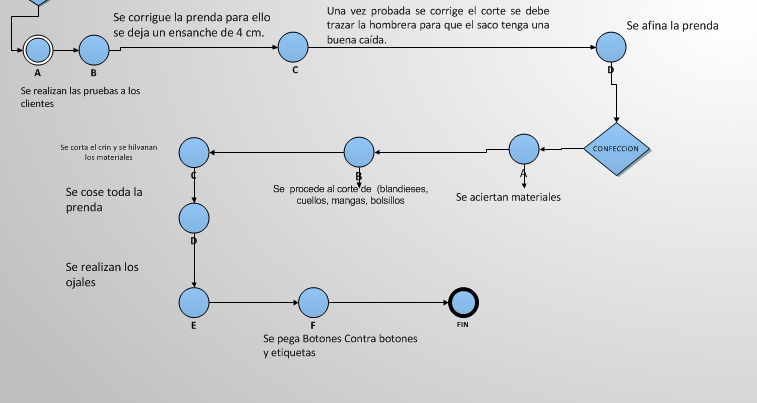 Se corrigue la prenda para ello
se deja un ensanche de 4 cm.
Una vez probada se corrige el corte se debe
trazar la hombrera para que el saco tenga una
buena caída.
Se afina la prenda
A
B
C
D
Se realizan las pruebas a los
clientes
CONFECCION
Se corta el crin y se hilvanan
los materiales
C
B
A
Se procede al corte de (blandieses,
cuellos, mangas, bolsillos
Se aciertan materiales
Se cose toda la
prenda
D
Se realizan los
ojales
E
F
FIN
Se pega Botones Contra botones
y etiquetas